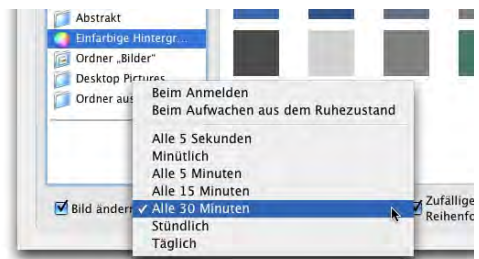 Abstrakt
Einfarbige Hintergr...
Ordner „Bilder"
Desktop Pictures
Ordner aus
Beim Anmelden
Beim Aufwachen aus dem Ruhezustand
Alle 5 Sekunden
Minütlich
Alle 5 Minuten
Alle 15 Minuten
✓ Alle 30 Minuten
Stündlich
Täglich
Bild änder
Zufällige
Reihenfo